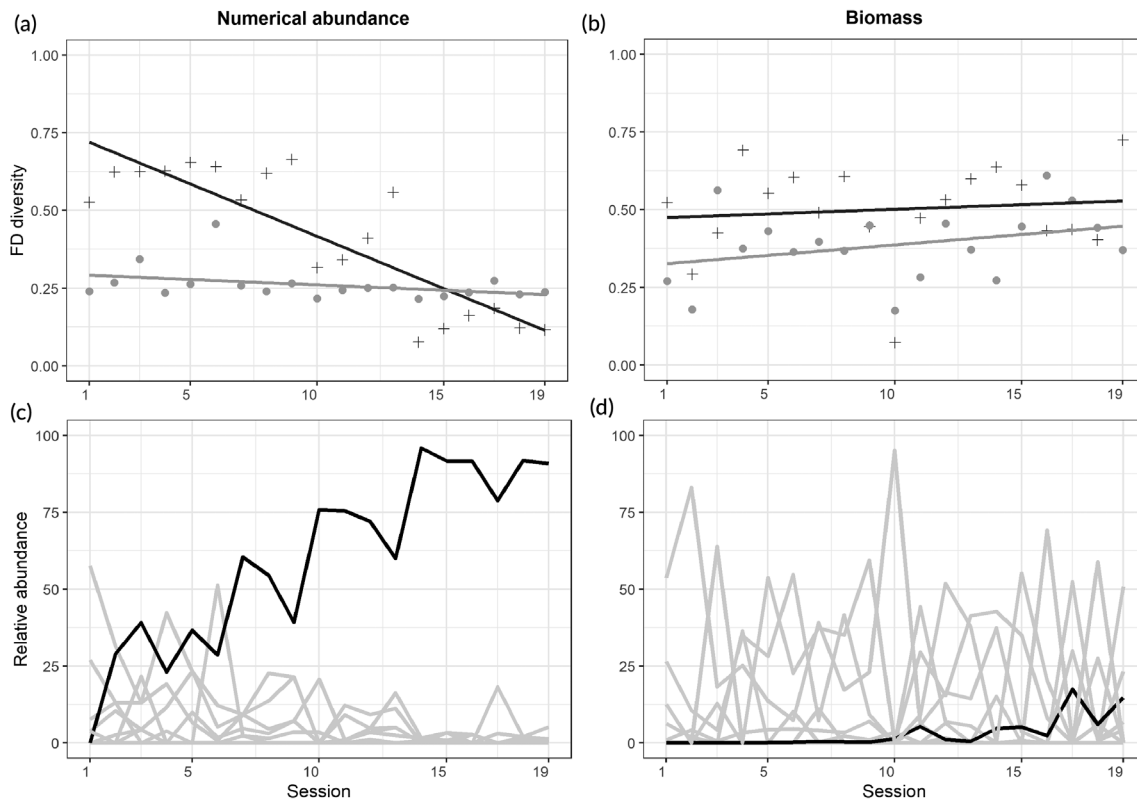 (a) Numerical abundance
(b) Biomass
FD diversity
1.00
0.75
0.50
0.25
0.00
1 5 10 15 19
1.00
0.75
0.50
0.25
0.00
1 5 10 15 19
(c)
Relative abundance
100
75
50
25
0
1 5 10 15 19
Session
(d)
100
75
50
25
0
1 5 10 15 19
Session